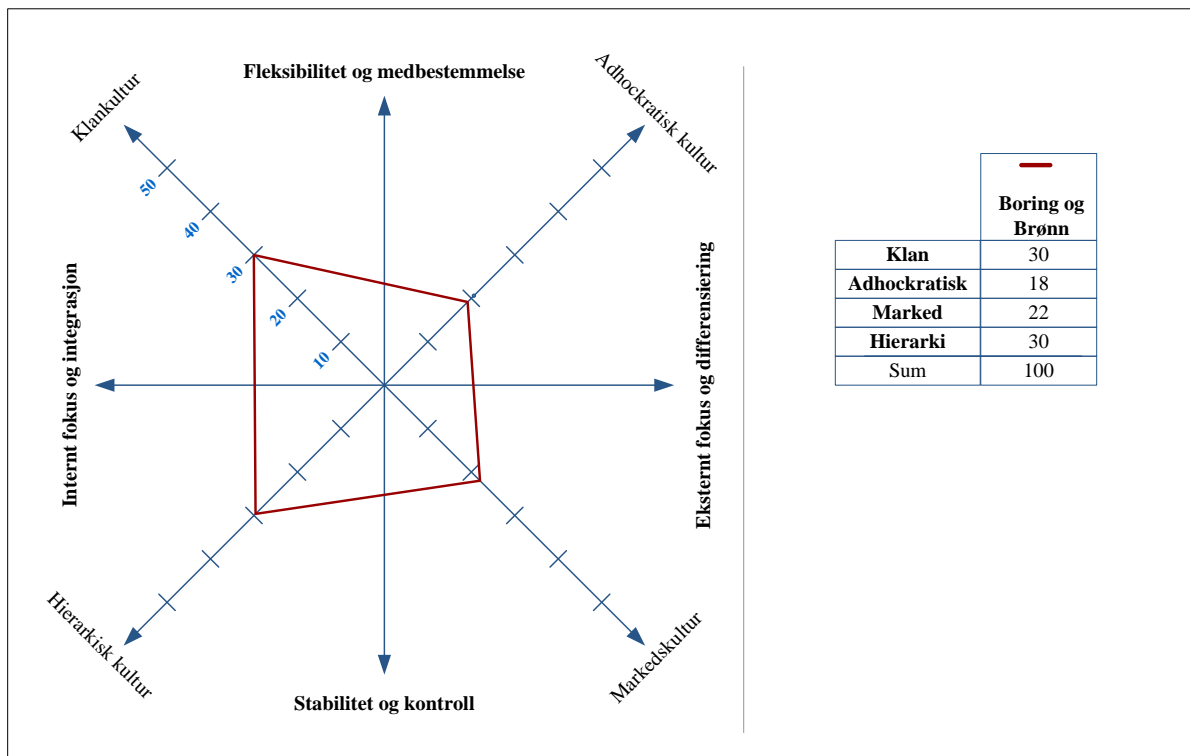 Fleksibilitet og medbestemmelse
Klankultur
Adhockratisk kultur
50
40
30
20
10
Internt fokus og integrasjon
Eksternt fokus og differensiering
Hierarkisk kultur
Markedskultur
Stabilitet og kontroll
Boring og
Brønn
Klan 30
Adhockratisk 18
Marked 22
Hierarki 30
Sum 100